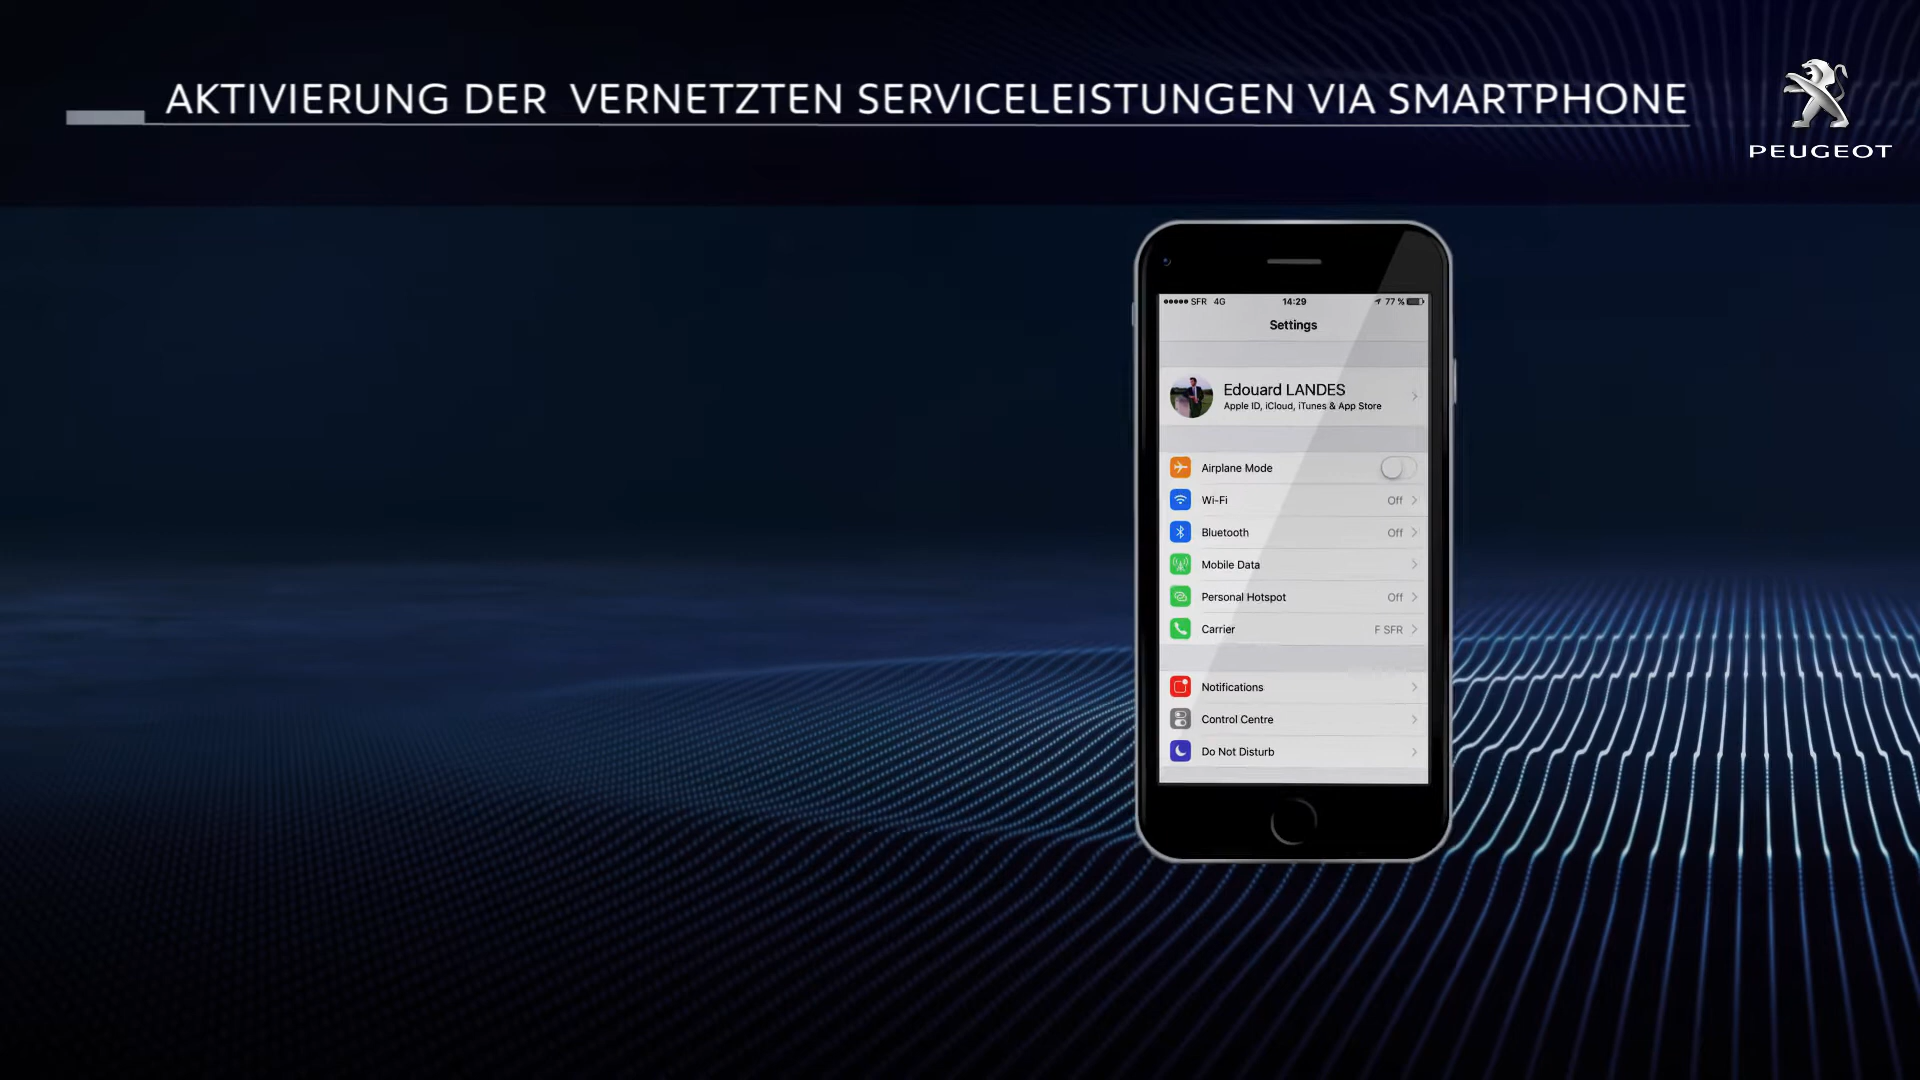 AKTIVIERUNG DER VERNETZTEN SERVICELEISTUNGEN VIA SMARTPHONE
PEUGEOT
SFR 4G 14:29 77 %
Settings
Edouard LANDES
Apple ID, iCloud, iTunes & App Store
Airplane Mode
Wi-Fi Off
Bluetooth Off
Mobile Data
Personal Hotspot Off
Carrier F SFR
Notifications
Control Centre
Do Not Disturb